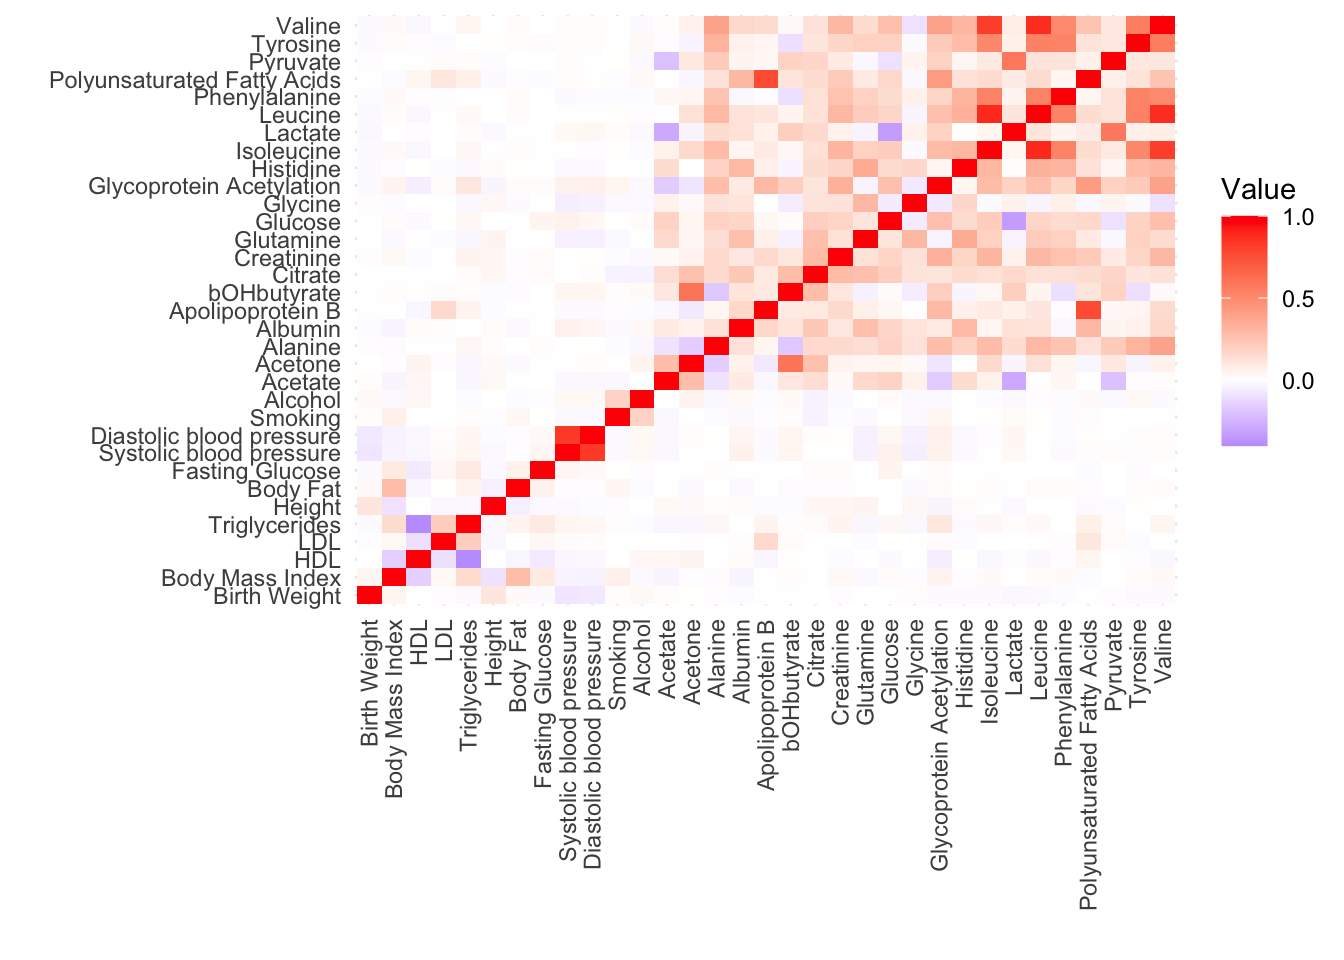 Valine
Tyrosine
Pyruvate
Polyunsaturated Fatty Acids
Phenylalanine
Leucine
Lactate
Isoleucine
Histidine
Glycoprotein Acetylation
Glycine
Glucose
Glutamine
Creatinine
Citrate
bOHbutyrate
Apolipoprotein B
Albumin
Alanine
Acetone
Acetate
Alcohol
Smoking
Diastolic blood pressure
Systolic blood pressure
Fasting Glucose
Body Fat
Height
Triglycerides
LDL
HDL
Body Mass Index
Birth Weight
Birth Weight
Body Mass Index
HDL
LDL
Triglycerides
Height
Body Fat
Fasting Glucose
Systolic blood pressure
Diastolic blood pressure
Smoking
Alcohol
Acetate
Acetone
Alanine
Albumin
Apolipoprotein B
bOHbutyrate
Citrate
Creatinine
Glutamine
Glucose
Glycine
Glycoprotein Acetylation
Histidine
Isoleucine
Lactate
Leucine
Phenylalanine
Polyunsaturated Fatty Acids
Pyruvate
Tyrosine
Valine
Value
1.0
0.5
0.0